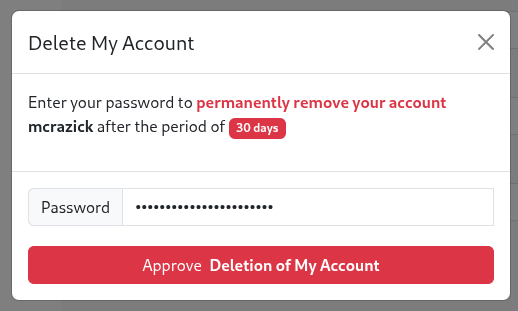 Delete My Account
Enter your password to permanently remove your account
mcrazick after the period of 30 days
Password •••••••••••••••••••••••
Approve Deletion of My Account